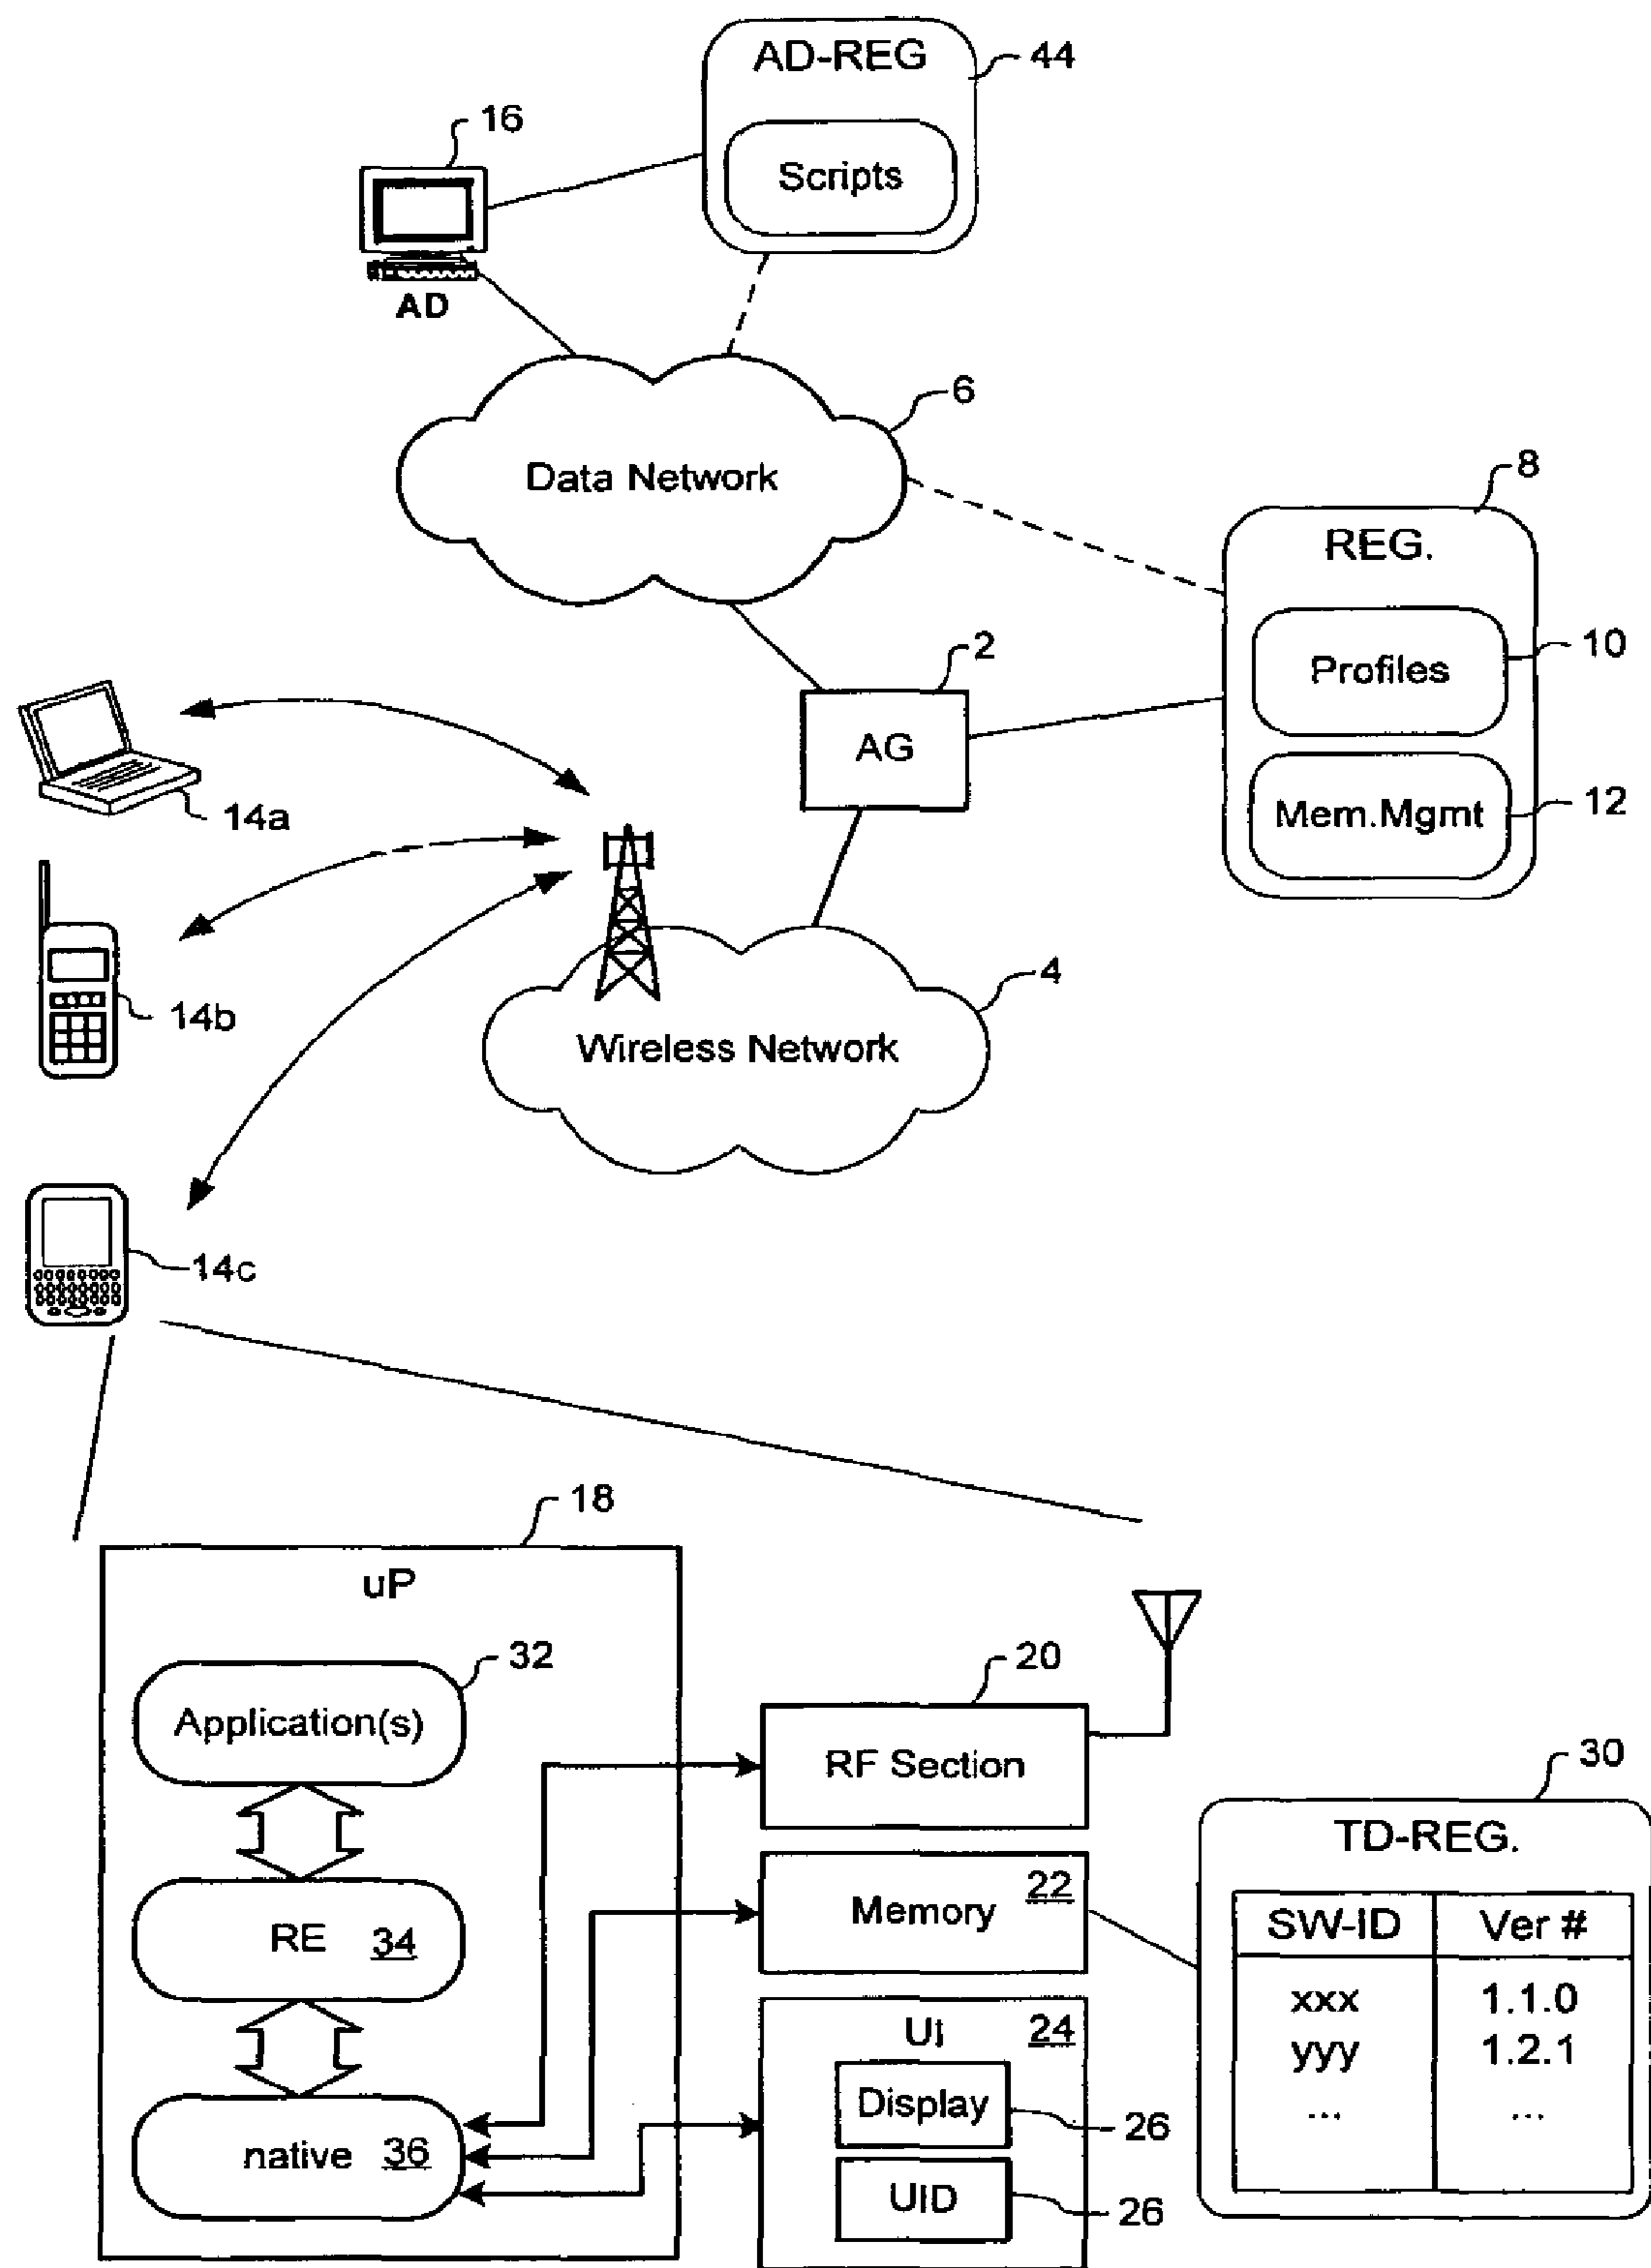 AD-REG
44
16
Scripts
AD
6
Data Network
8
REG.
2
10
Profiles
AG
14a
12
Mem.Mgmt
4
14b
Wireless Network
14c
18
uP
32
20
Application(s)
RF Section
30
TD-REG.
22
Memory
SW-ID Ver #
RE 34
xxx 1.1.0
UI 24
yyy 1.2.1
Display
26
... ...
native 36
UID
26